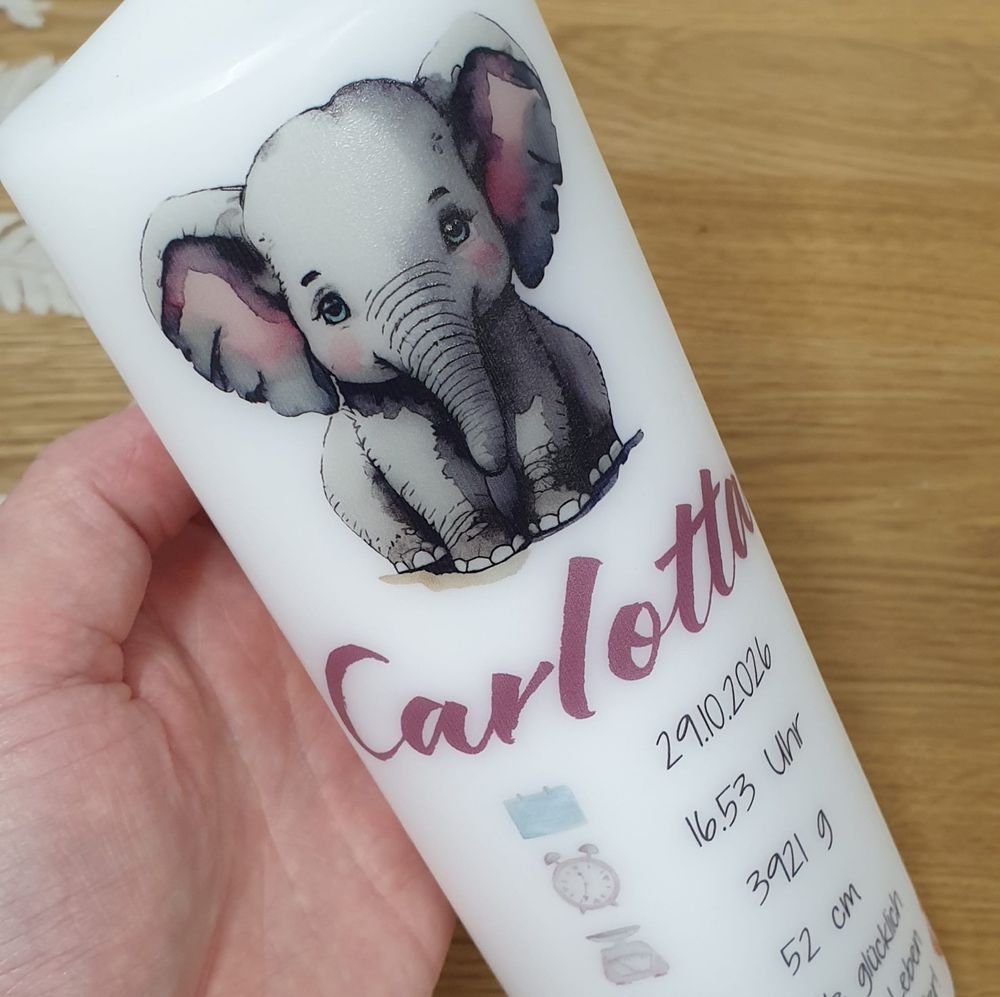 Carlotta
29.10.2026
16.53 Uhr
3921 g
52 cm
glücklich
Leben